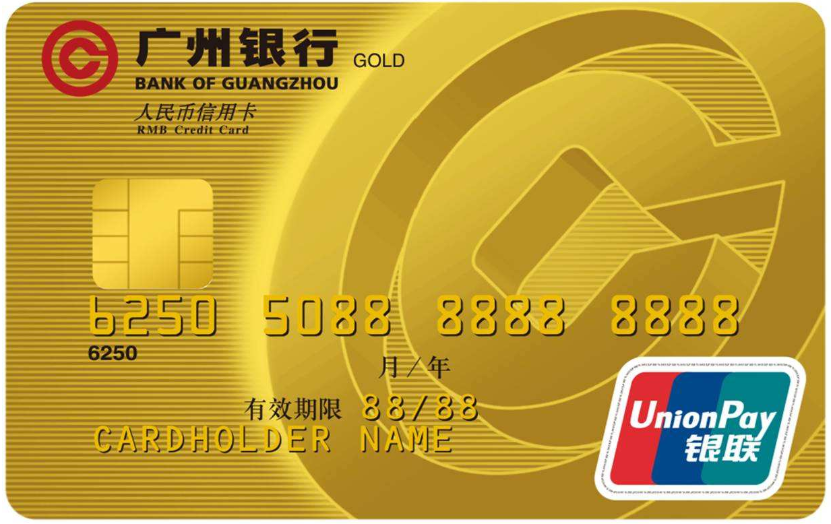 广州银行 GOLD
BANK OF GUANGZHOU
人民币信用卡
RMB Credit Card
6250 5088 8888 8888
6250
月/年
有效期限 88/88
CARDHOLDER NAME
UnionPay
银联